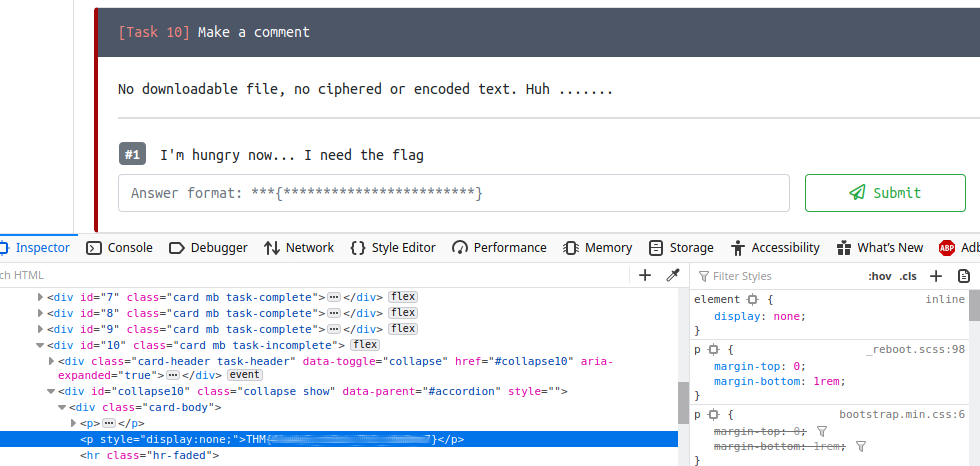 [Task 10] Make a comment
No downloadable file, no ciphered or encoded text. Huh .......
#1 I'm hungry now... I need the flag
Answer format: ***{************************} Submit
Inspector Console Debugger Network {} Style Editor Performance Memory Storage Accessibility What's New ABP Adb
ch HTML + Filter Styles :hov .cls +
<div id="7" class="card mb task-complete">···</div> flex
<div id="8" class="card mb task-complete">···</div> flex
<div id="9" class="card mb task-complete">···</div> flex
<div id="10" class="card mb task-incomplete"> flex
<div class="card-header task-header" data-toggle="collapse" href="#collapse10" aria-
expanded="true">···</div> event
<div id="collapse10" class="collapse show" data-parent="#accordion" style="">
<div class="card-body">
<p>···</p>
<p style="display:none;">THM{ 7}</p>
<hr class="hr-faded">
element { inline
display: none;
}
p { _reboot.scss:98
margin-top: 0;
margin-bottom: 1rem;
}
p { bootstrap.min.css:6
margin-top: 0;
margin-bottom: 1rem;
}